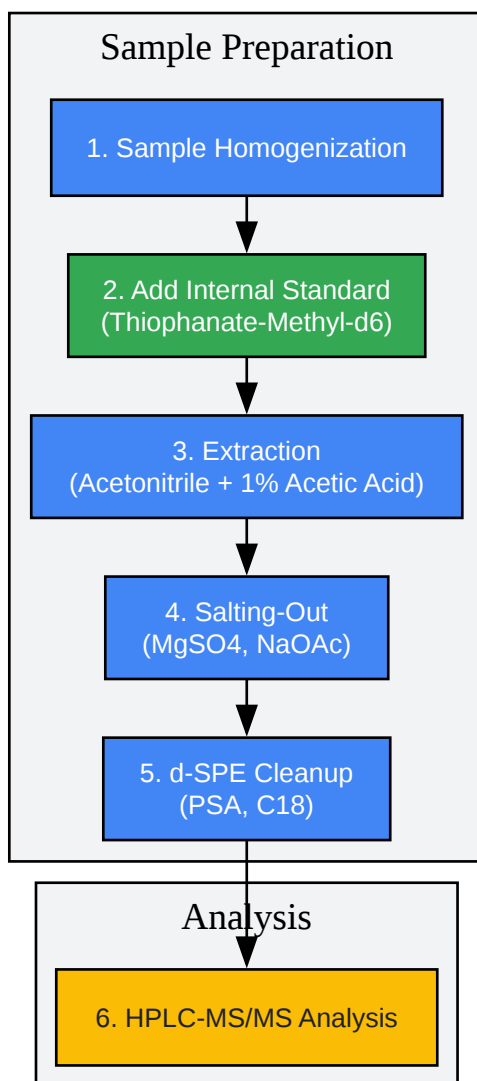 Sample Preparation
1. Sample Homogenization
2. Add Internal Standard
(Thiophanate-Methyl-d6)
3. Extraction
(Acetonitrile + 1% Acetic Acid)
4. Salting-Out
(MgSO4, NaOAc)
5. d-SPE Cleanup
(PSA, C18)
Analysis
6. HPLC-MS/MS Analysis